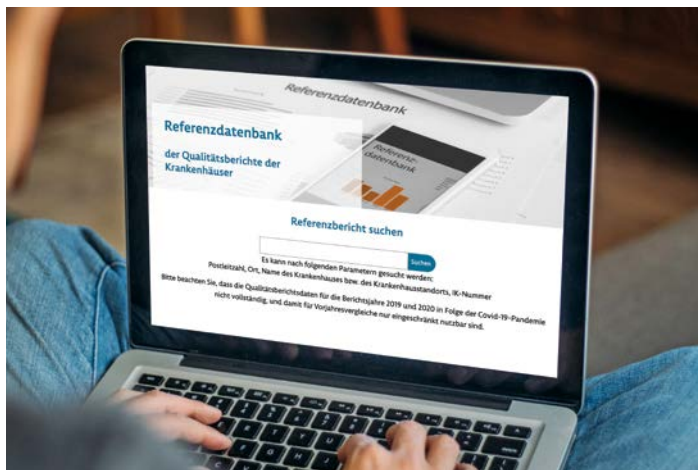 Referenzdatenbank
Referenzdatenbank
der Qualitätsberichte der
Krankenhäuser
Referenz-
datenbank
Referenzbericht suchen
Suchen
Es kann nach folgenden Parametern gesucht werden:
Postleitzahl, Ort, Name des Krankenhauses bzw. des Krankenhausstandorts, IK-Nummer
Bitte beachten Sie, dass die Qualitätsberichtsdaten für die Berichtsjahre 2019 und 2020 in Folge der Covid-19-Pandemie
nicht vollständig, und damit für Vorjahresvergleiche nur eingeschränkt nutzbar sind.